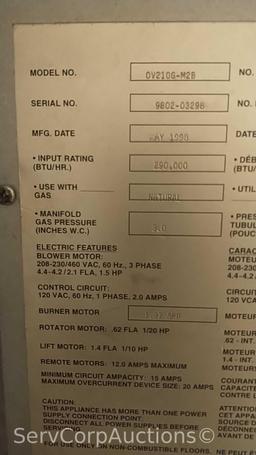 MODEL NO. OV210G-M2B NO.
SERIAL NO. 9802-03298 NO.
MFG. DATE MAY 1998 DATE
• INPUT RATING 290,000 • DÉB
(BTU/HR.) (BTU/
• USE WITH NATURAL • UTIL
GAS
• MANIFOLD 3.0 • PRES
GAS PRESSURE TUBUL
(INCHES W.C.) (POUC
ELECTRIC FEATURES CARAC
BLOWER MOTOR: MOTEU
208-230/460 VAC, 60 Hz., 3 PHASE 208-230
4.4-4.2/2.1 FLA, 1.5 HP 4.4-4.2
CONTROL CIRCUIT: CIRCUIT
120 VAC, 60 Hz, 1 PHASE, 2.0 AMPS 120 VCA
BURNER MOTOR MOTEUR
ROTATOR MOTOR: .62 FLA 1/20 HP MOTEUR
.62 - INT.
LIFT MOTOR: 1.4 FLA 1/10 HP MOTEUR
1.4 - INT.
REMOTE MOTORS: 12.0 AMPS MAXIMUM MOTEURS
MINIMUM CIRCUIT AMPACITY: 15 AMPS COURANT
MAXIMUM OVERCURRENT DEVICE SIZE: 20 AMPS CAPACITÉ
CONTRE L
CAUTION: ATTENTIO
THIS APPLIANCE HAS MORE THAN ONE POWER CET APPA
SUPPLY CONNECTION POINT. SOURCE D
DISCONNECT ALL POWER SUPPLIES BEFORE DÉCONNE
SERVICING. AVANT DE
FOR USE ONLY ON NON-COMBUSTIBLE FLOORS. NE PEUT E
ServCorpAuctions ©